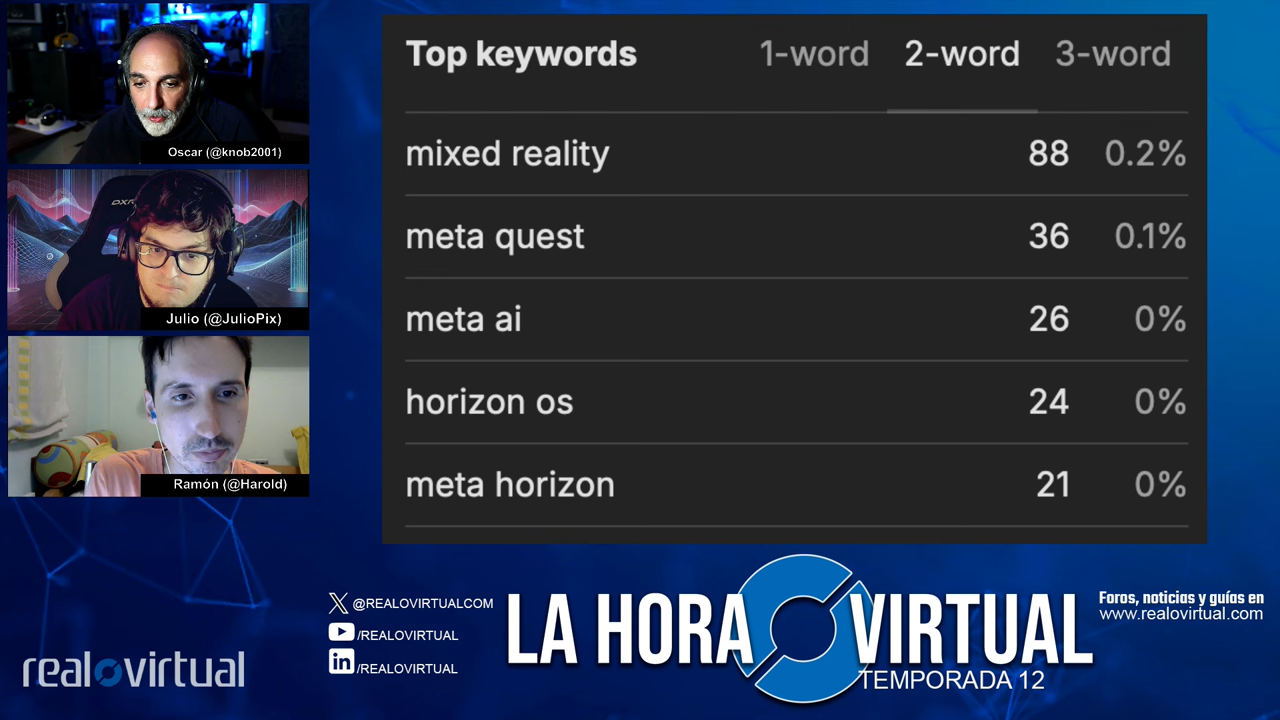 Oscar (@knob2001)
DXR
Julio (@JulioPix)
Ramón (@Harold)
Top keywords 1-word 2-word 3-word
mixed reality 88 0.2%
meta quest 36 0.1%
meta ai 26 0%
horizon os 24 0%
meta horizon 21 0%
@REALOVIRTUALCOM
/REALOVIRTUAL
/REALOVIRTUAL
LA HORA VIRTUAL
TEMPORADA 12
Foros, noticias y guías en
www.realovirtual.com
realovirtual